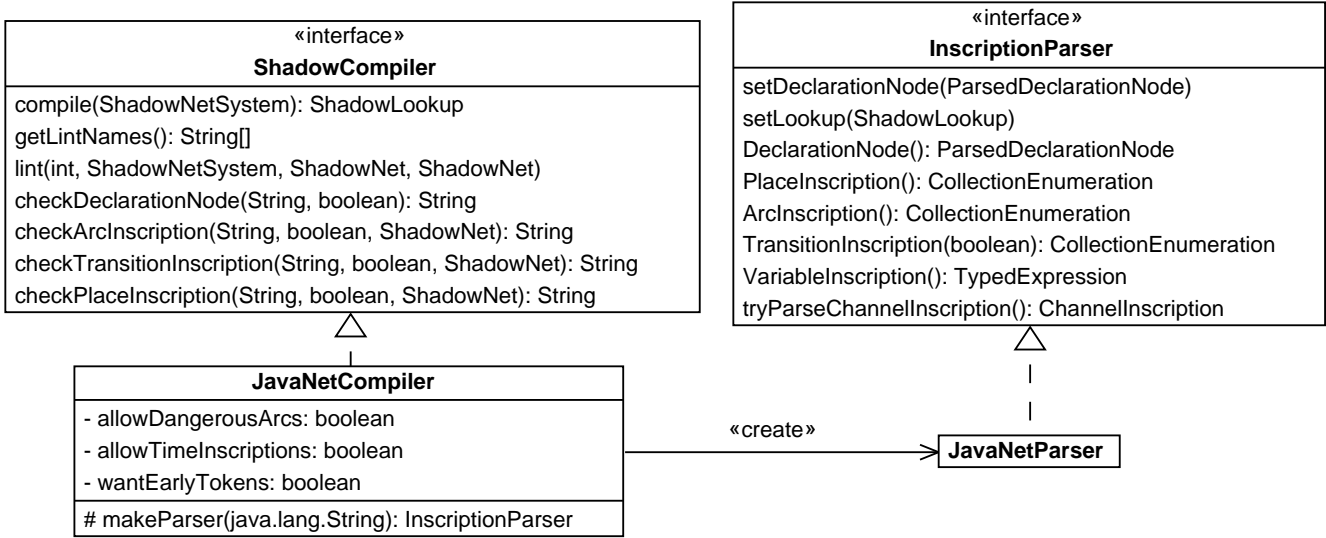 «interface»
ShadowCompiler
compile(ShadowNetSystem): ShadowLookup
getLintNames(): String[]
lint(int, ShadowNetSystem, ShadowNet, ShadowNet)
checkDeclarationNode(String, boolean): String
checkArcInscription(String, boolean, ShadowNet): String
checkTransitionInscription(String, boolean, ShadowNet): String
checkPlaceInscription(String, boolean, ShadowNet): String
«interface»
InscriptionParser
setDeclarationNode(ParsedDeclarationNode)
setLookup(ShadowLookup)
DeclarationNode(): ParsedDeclarationNode
PlaceInscription(): CollectionEnumeration
ArcInscription(): CollectionEnumeration
TransitionInscription(boolean): CollectionEnumeration
VariableInscription(): TypedExpression
tryParseChannelInscription(): ChannelInscription
JavaNetCompiler
- allowDangerousArcs: boolean
- allowTimeInscriptions: boolean
- wantEarlyTokens: boolean
# makeParser(java.lang.String): InscriptionParser
«create»
JavaNetParser